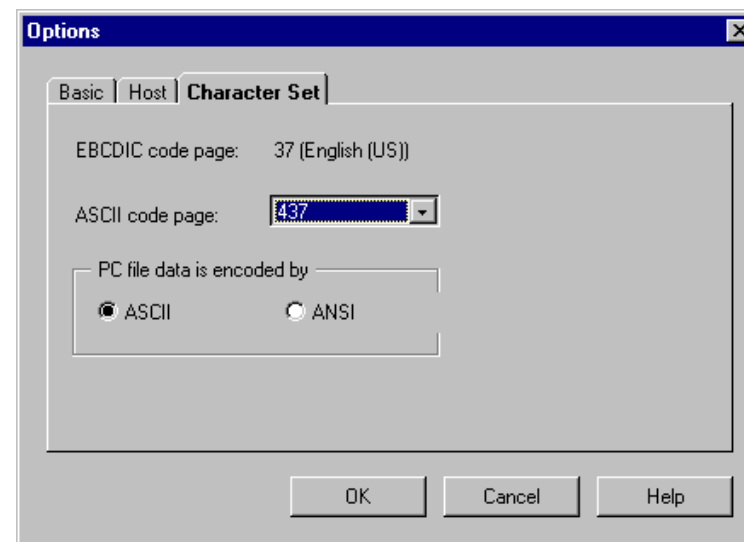 Options
Basic Host Character Set
EBCDIC code page: 37 (English (US))
ASCII code page: 437
PC file data is encoded by
ASCII ANSI
OK Cancel Help